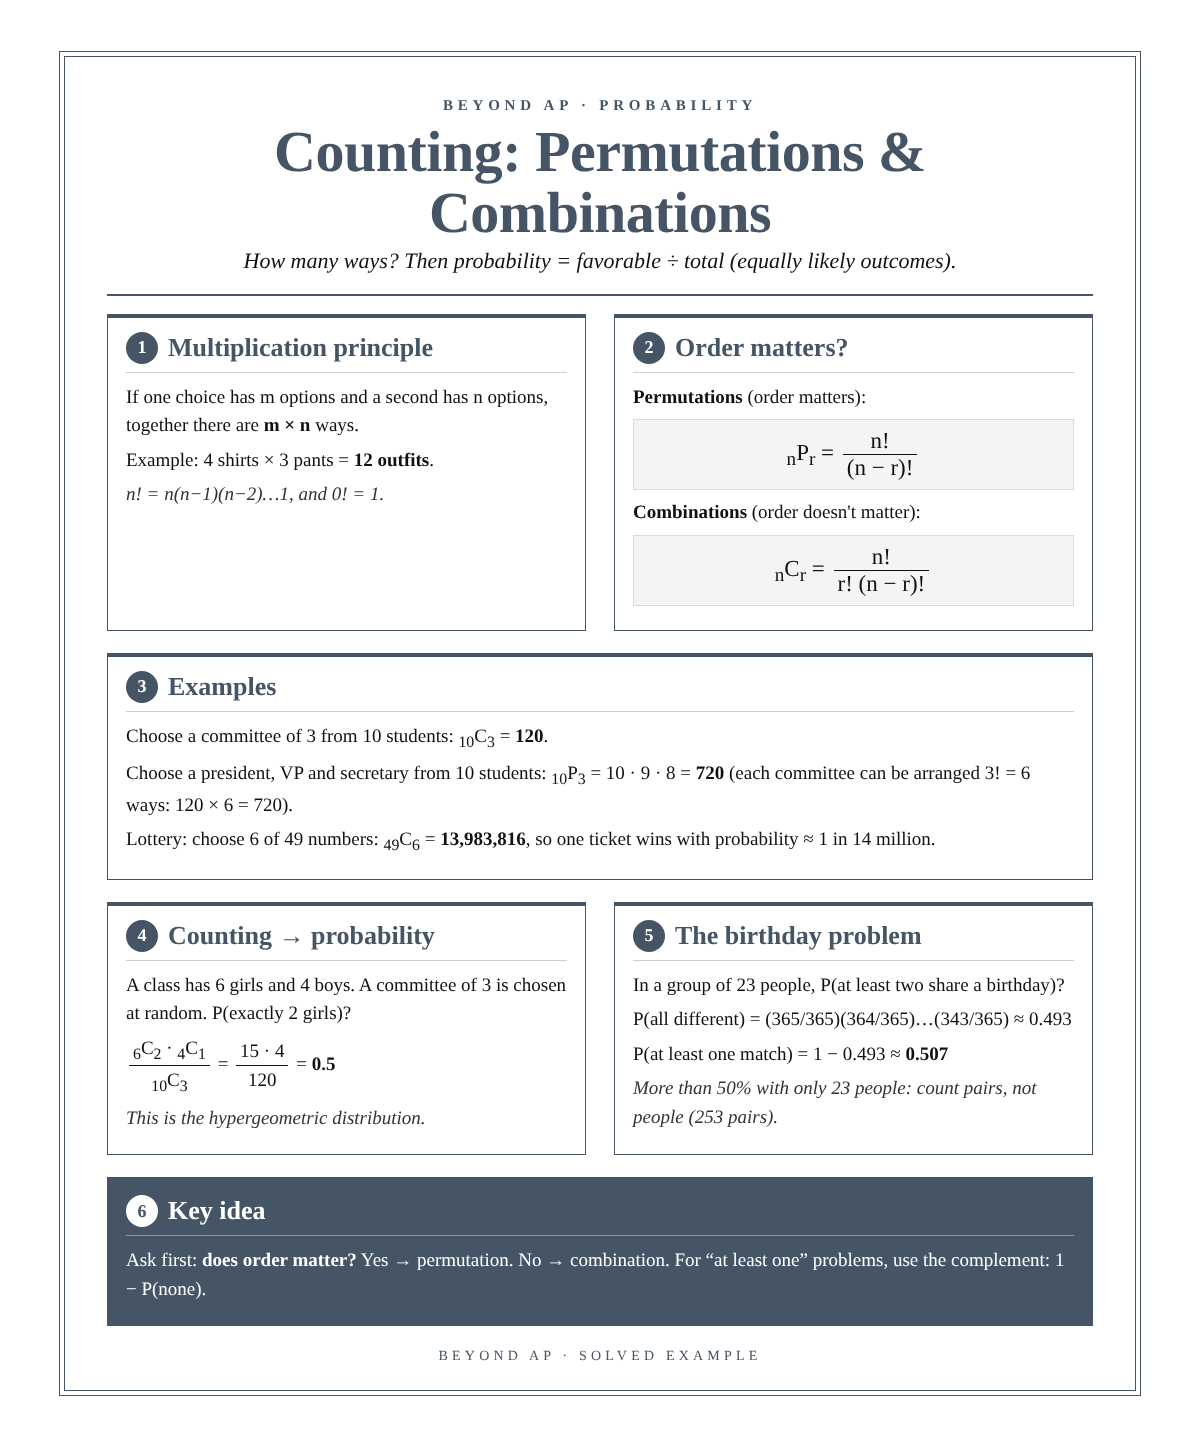 BEYOND AP · PROBABILITY
Counting: Permutations &
Combinations
How many ways? Then probability = favorable ÷ total (equally likely outcomes).
1 Multiplication principle
If one choice has m options and a second has n options,
together there are m × n ways.
Example: 4 shirts × 3 pants = 12 outfits.
n! = n(n−1)(n−2)…1, and 0! = 1.
2 Order matters?
Permutations (order matters):
nPr = n! / (n − r)!
Combinations (order doesn't matter):
nCr = n! / r! (n − r)!
3 Examples
Choose a committee of 3 from 10 students: 10C3 = 120.
Choose a president, VP and secretary from 10 students: 10P3 = 10 · 9 · 8 = 720 (each committee can be arranged 3! = 6
ways: 120 × 6 = 720).
Lottery: choose 6 of 49 numbers: 49C6 = 13,983,816, so one ticket wins with probability ≈ 1 in 14 million.
4 Counting → probability
A class has 6 girls and 4 boys. A committee of 3 is chosen
at random. P(exactly 2 girls)?
6C2 · 4C1 / 10C3 = 15 · 4 / 120 = 0.5
This is the hypergeometric distribution.
5 The birthday problem
In a group of 23 people, P(at least two share a birthday)?
P(all different) = (365/365)(364/365)…(343/365) ≈ 0.493
P(at least one match) = 1 − 0.493 ≈ 0.507
More than 50% with only 23 people: count pairs, not
people (253 pairs).
6 Key idea
Ask first: does order matter? Yes → permutation. No → combination. For “at least one” problems, use the complement: 1
− P(none).
BEYOND AP · SOLVED EXAMPLE